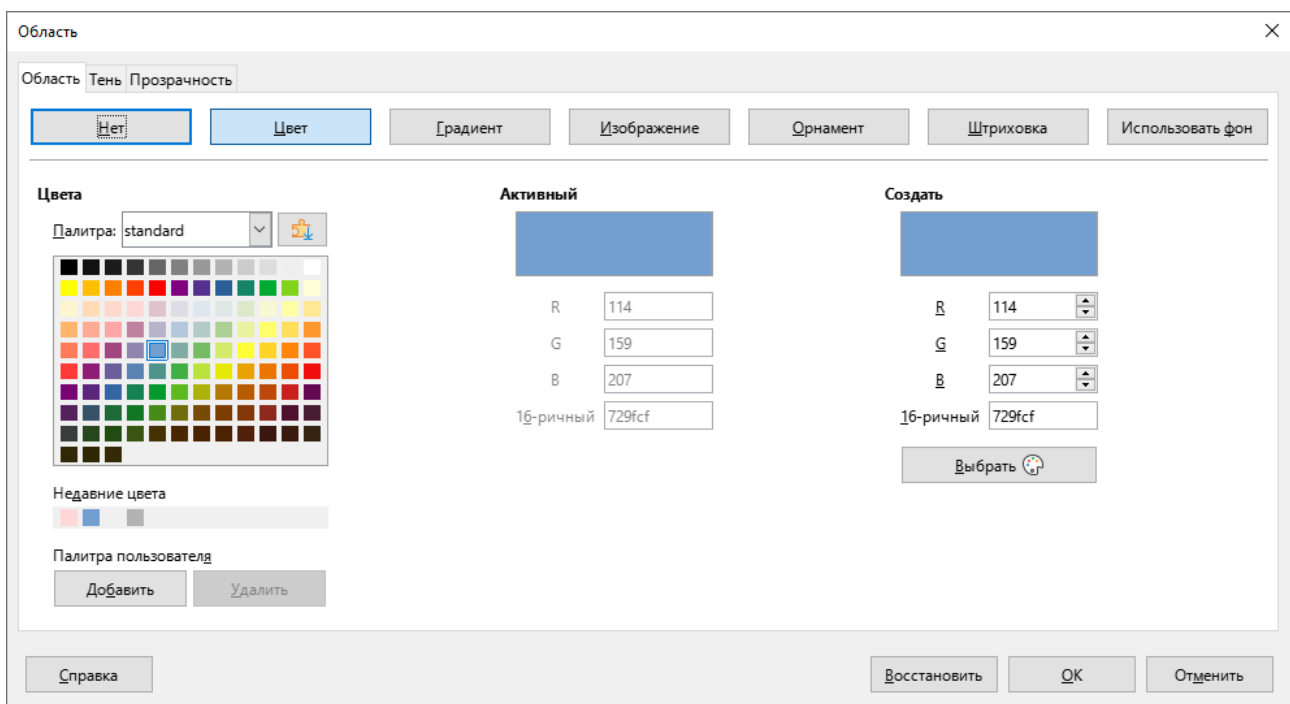 Область
Область Тень Прозрачность
Нет Цвет Градиент Изображение Орнамент Штриховка Использовать фон
Цвета Активный Создать
Палитра: standard
R 114 R 114
G 159 G 159
B 207 B 207
16-ричный 729fcf 16-ричный 729fcf
Выбрать
Недавние цвета
Палитра пользователя
Добавить Удалить
Справка Восстановить OK Отменить